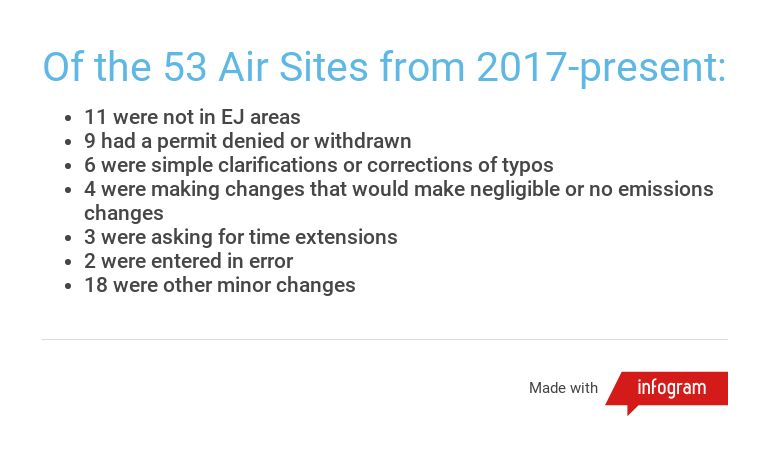 Of the 53 Air Sites from 2017-present:
• 11 were not in EJ areas
• 9 had a permit denied or withdrawn
• 6 were simple clarifications or corrections of typos
• 4 were making changes that would make negligible or no emissions
changes
• 3 were asking for time extensions
• 2 were entered in error
• 18 were other minor changes
Made with infogram